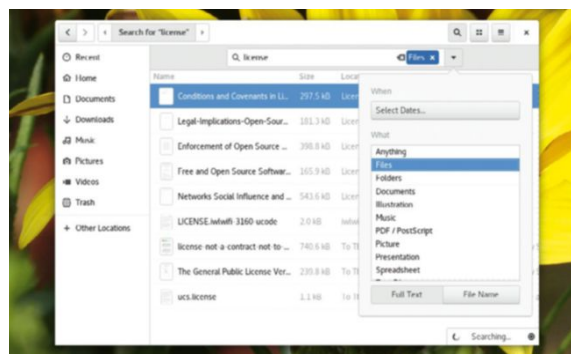 Search for "license"
license
Files ×
Recent
Home
Documents
Downloads
Music
Pictures
Videos
Trash
+ Other Locations
Name Size
Conditions and Covenants in Li... 297.5 kB
Legal-Implications-Open-Sour... 181.3 kB
Enforcement of Open Source ... 398.8 kB
Free and Open Source Softwar... 165.9 kB
Networks Social Influence and ... 543.6 kB
LICENSE.iwlwifi-3160-ucode 2.0 kB
license-not-a-contract-not-to-... 740.6 kB
The General Public License Ver... 239.8 kB
ucs.license 1.1 kB
When
Select Dates...
What
Anything
Files
Folders
Documents
Illustration
Music
PDF / PostScript
Picture
Presentation
Spreadsheet
Full Text File Name
Searching...